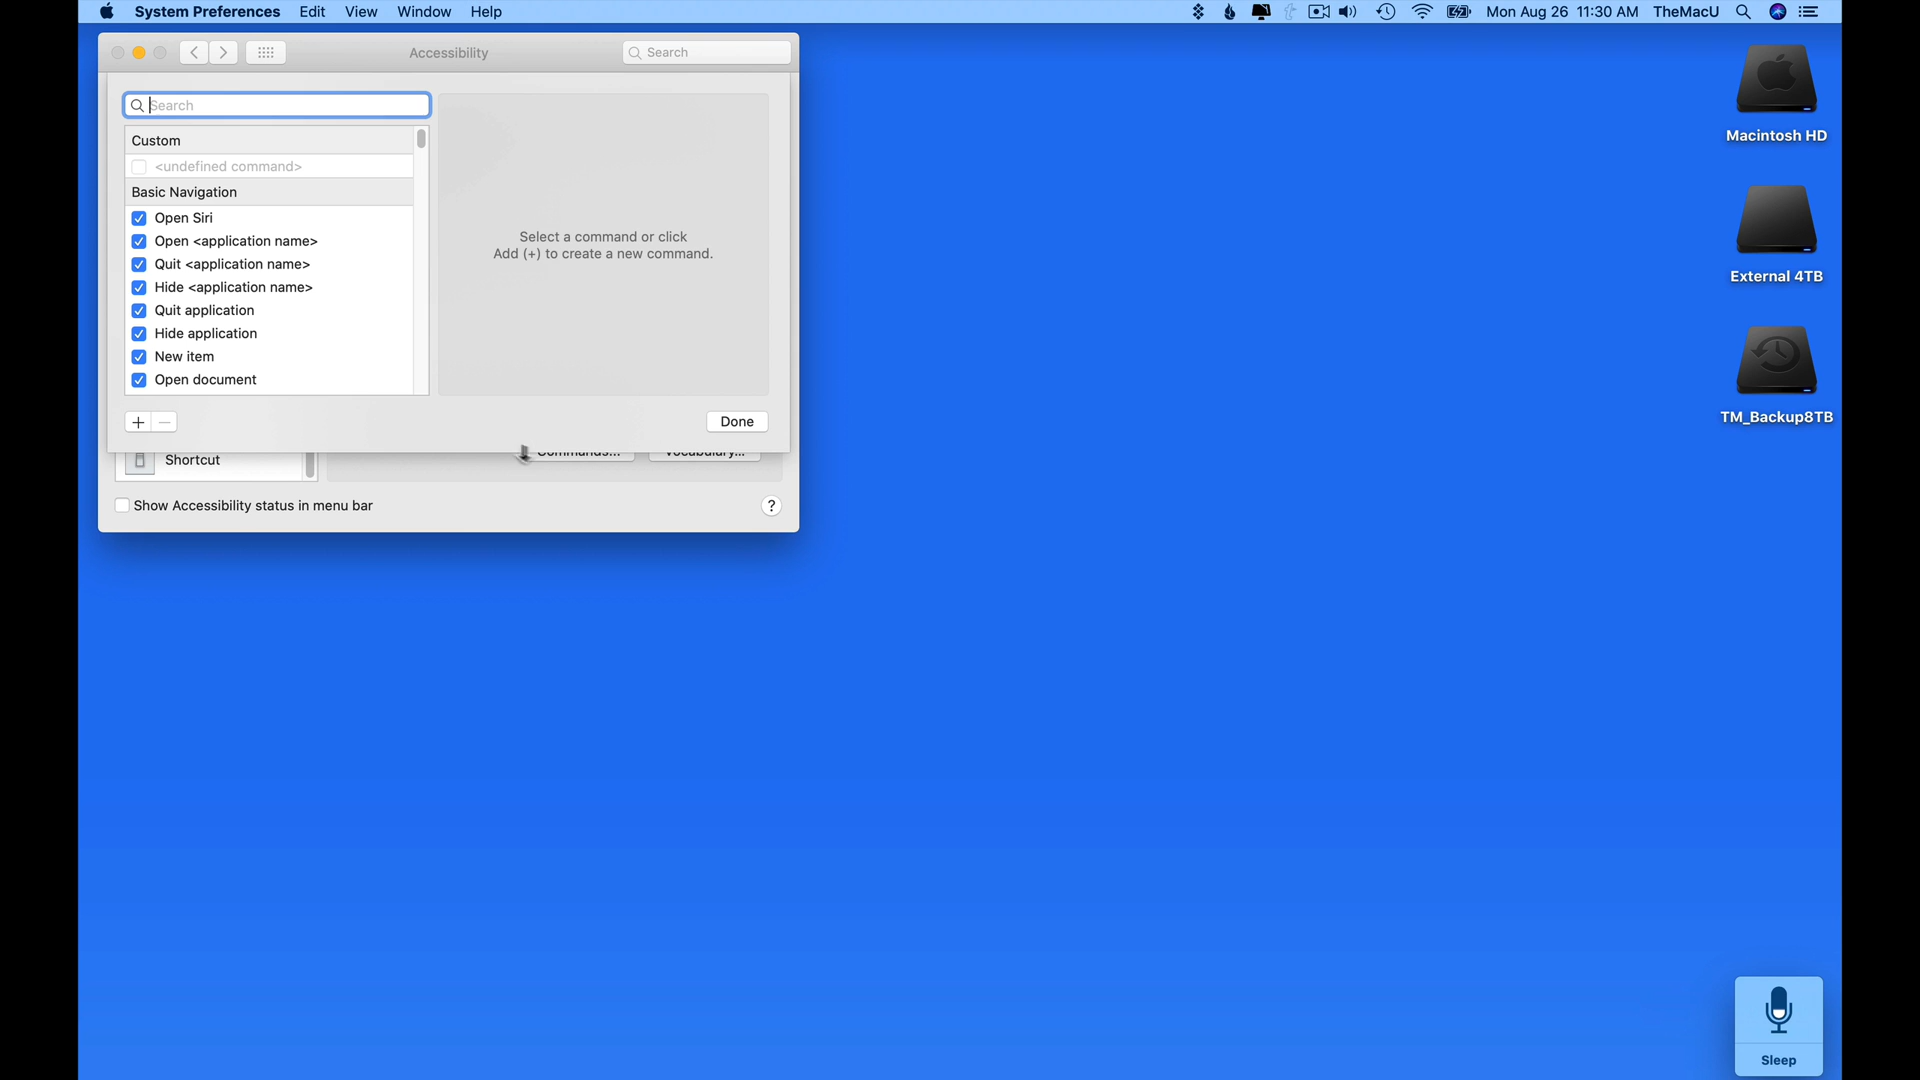 System Preferences Edit View Window Help
Mon Aug 26 11:30 AM TheMacU
Accessibility
Search
Search
Custom
<undefined command>
Basic Navigation
Open Siri
Open <application name>
Quit <application name>
Hide <application name>
Quit application
Hide application
New item
Open document
Select a command or click
Add (+) to create a new command.
Done
Commands... Vocabulary...
Shortcut
Show Accessibility status in menu bar
?
Macintosh HD
External 4TB
TM_Backup8TB
Sleep